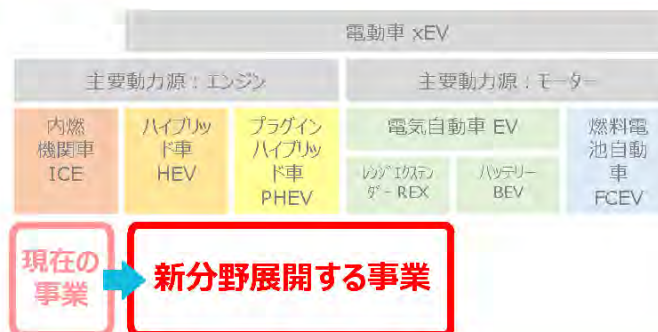 電動車 xEV
主要動力源：エンジン
主要動力源：モーター
内燃
機関車
ICE
ハイブリッ
ド車
HEV
プラグイン
ハイブリッ
ド車
PHEV
電気自動車 EV
レンジエクステン
ダー REX
バッテリー
BEV
燃料電
池自動
車
FCEV
現在の
事業
新分野展開する事業